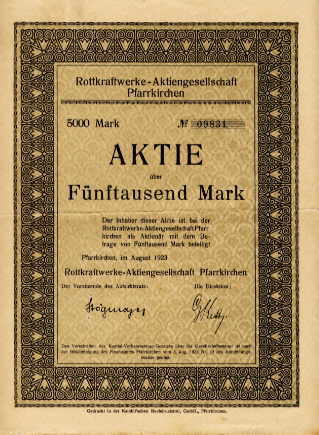 Rottkraftwerke-Aktiengesellschaft
Pfarrkirchen
5000 Mark № 09831
AKTIE
über
Fünftausend Mark
Der Inhaber dieser Aktie ist bei der
Rottkraftwerke-Aktiengesellschaft Pfarr-
kirchen als Aktionär mit dem Be-
trage von Fünftausend Mark beteiligt
Pfarrkirchen, im August 1923
Rottkraftwerke-Aktiengesellschaft Pfarrkirchen
Der Vorsitzende des Aufsichtsrats: Die Direktion: